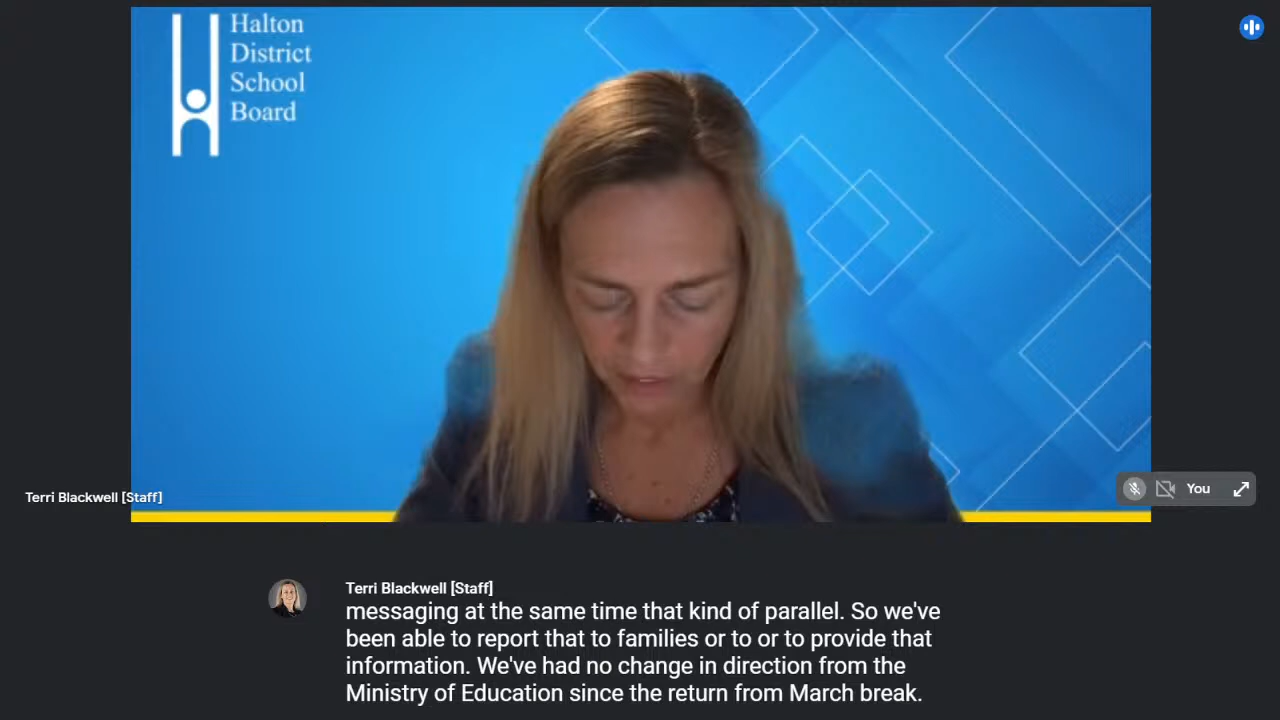 Halton
District
School
Board
Terri Blackwell [Staff]
You
Terri Blackwell [Staff]
messaging at the same time that kind of parallel. So we've
been able to report that to families or to or to provide that
information. We've had no change in direction from the
Ministry of Education since the return from March break.